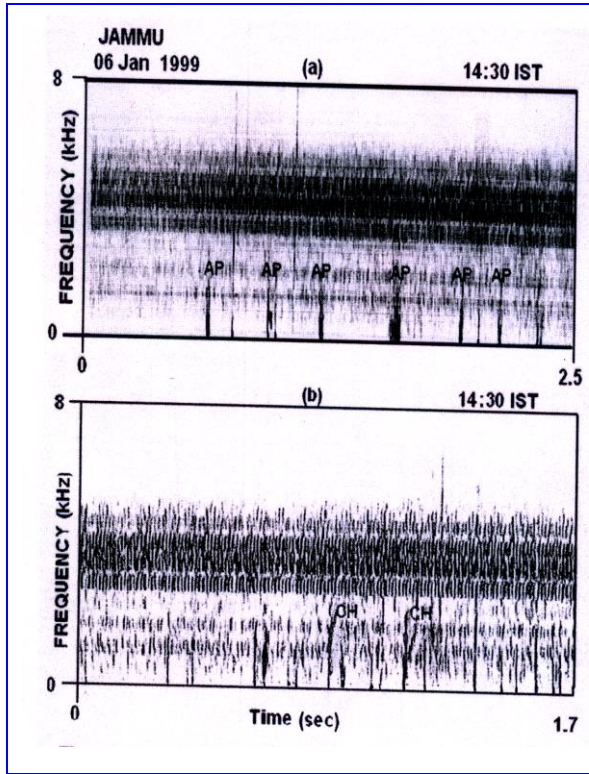 JAMMU
06 Jan 1999 (a) 14:30 IST
8
FREQUENCY (kHz)
AP AP AP AP AP AP
0
0 2.5
(b) 14:30 IST
8
FREQUENCY (kHz)
CH CH
0
0 Time (sec) 1.7